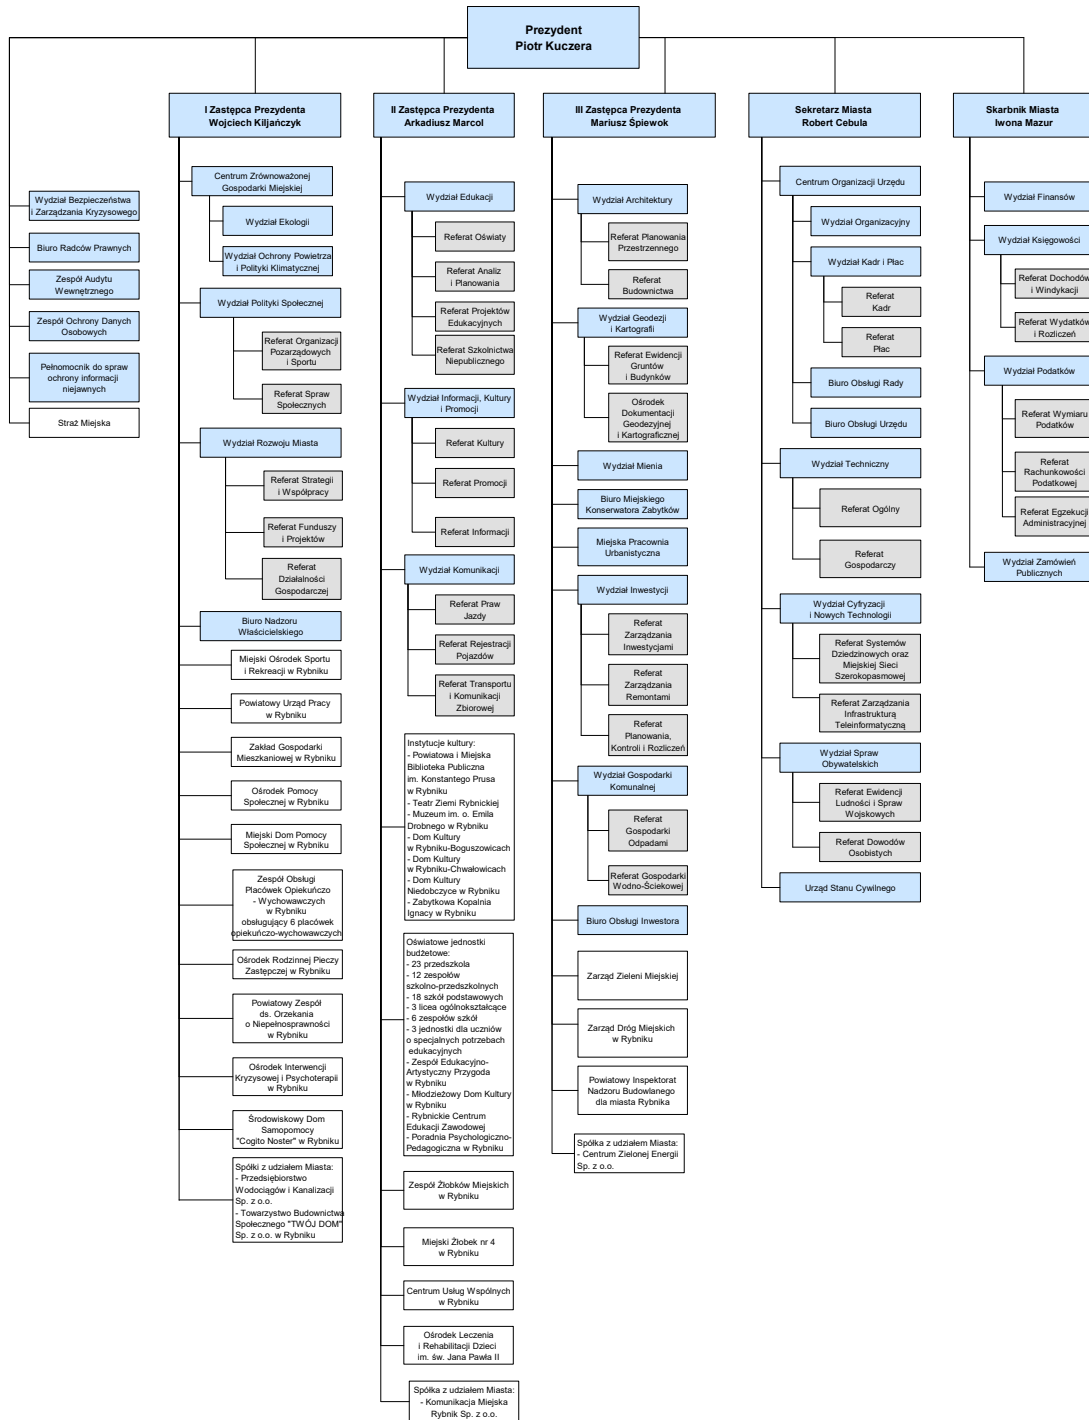 Prezydent
Piotr Kuczera
I Zastępca Prezydenta
Wojciech Kiljańczyk
II Zastępca Prezydenta
Arkadiusz Marcol
III Zastępca Prezydenta
Mariusz Śpiewok
Sekretarz Miasta
Robert Cebula
Skarbnik Miasta
Iwona Mazur
Wydział Bezpieczeństwa
i Zarządzania Kryzysowego
Biuro Radców Prawnych
Zespół Audytu
Wewnętrznego
Zespół Ochrony Danych
Osobowych
Pełnomocnik do spraw
ochrony informacji
niejawnych
Straż Miejska
Centrum Zrównoważonej
Gospodarki Miejskiej
Wydział Ekologii
Wydział Ochrony Powietrza
i Polityki Klimatycznej
Wydział Polityki Społecznej
Referat Organizacji
Pozarządowych
i Sportu
Referat Spraw
Społecznych
Wydział Rozwoju Miasta
Referat Strategii
i Współpracy
Referat Funduszy
i Projektów
Referat
Działalności
Gospodarczej
Biuro Nadzoru
Właścicielskiego
Miejski Ośrodek Sportu
i Rekreacji w Rybniku
Powiatowy Urząd Pracy
w Rybniku
Zakład Gospodarki
Mieszkaniowej w Rybniku
Ośrodek Pomocy
Społecznej w Rybniku
Miejski Dom Pomocy
Społecznej w Rybniku
Zespół Obsługi
Placówek Opiekuńczo
- Wychowawczych
w Rybniku
obsługujący 6 placówek
opiekuńczo-wychowawczych
Ośrodek Rodzinnej Pieczy
Zastępczej w Rybniku
Powiatowy Zespół
ds. Orzekania
o Niepełnosprawności
w Rybniku
Ośrodek Interwencji
Kryzysowej i Psychoterapii
w Rybniku
Środowiskowy Dom
Samopomocy
"Cogito Noster" w Rybniku
Spółki z udziałem Miasta:
- Przedsiębiorstwo
Wodociągów i Kanalizacji
Sp. z o.o.
- Towarzystwo Budownictwa
Społecznego "TWÓJ DOM"
Sp. z o.o. w Rybniku
Wydział Edukacji
Referat Oświaty
Referat Analiz
i Planowania
Referat Projektów
Edukacyjnych
Referat Szkolnictwa
Niepublicznego
Wydział Informacji, Kultury
i Promocji
Referat Kultury
Referat Promocji
Referat Informacji
Wydział Komunikacji
Referat Praw
Jazdy
Referat Rejestracji
Pojazdów
Referat Transportu
i Komunikacji
Zbiorowej
Instytucje kultury:
- Powiatowa i Miejska
Biblioteka Publiczna
im. Konstantego Prusa
w Rybniku
- Teatr Ziemi Rybnickiej
- Muzeum im. o. Emila
Drobnego w Rybniku
- Dom Kultury
w Rybniku-Boguszowicach
- Dom Kultury
w Rybniku-Chwałowicach
- Dom Kultury
Niedobczyce w Rybniku
- Zabytkowa Kopalnia
Ignacy w Rybniku
Oświatowe jednostki
budżetowe:
- 23 przedszkola
- 12 zespołów
szkolno-przedszkolnych
- 18 szkół podstawowych
- 3 licea ogólnokształcące
- 6 zespołów szkół
- 3 jednostki dla uczniów
o specjalnych potrzebach
edukacyjnych
- Zespół Edukacyjno-
Artystyczny Przygoda
w Rybniku
- Młodzieżowy Dom Kultury
w Rybniku
- Rybnickie Centrum
Edukacji Zawodowej
- Poradnia Psychologiczno-
Pedagogiczna w Rybniku
Zespół Żłobków Miejskich
w Rybniku
Miejski Żłobek nr 4
w Rybniku
Centrum Usług Wspólnych
w Rybniku
Ośrodek Leczenia
i Rehabilitacji Dzieci
im. św. Jana Pawła II
Spółka z udziałem Miasta:
- Komunikacja Miejska
Rybnik Sp. z o.o.
Wydział Architektury
Referat Planowania
Przestrzennego
Referat
Budownictwa
Wydział Geodezji
i Kartografii
Referat Ewidencji
Gruntów
i Budynków
Ośrodek
Dokumentacji
Geodezyjnej
i Kartograficznej
Wydział Mienia
Biuro Miejskiego
Konserwatora Zabytków
Miejska Pracownia
Urbanistyczna
Wydział Inwestycji
Referat
Zarządzania
Inwestycjami
Referat
Zarządzania
Remontami
Referat
Planowania,
Kontroli i Rozliczeń
Wydział Gospodarki
Komunalnej
Referat
Gospodarki
Odpadami
Referat Gospodarki
Wodno-Ściekowej
Biuro Obsługi Inwestora
Zarząd Zieleni Miejskiej
Zarząd Dróg Miejskich
w Rybniku
Powiatowy Inspektorat
Nadzoru Budowlanego
dla miasta Rybnika
Spółka z udziałem Miasta:
- Centrum Zielonej Energii
Sp. z o.o.
Centrum Organizacji Urzędu
Wydział Organizacyjny
Wydział Kadr i Płac
Referat
Kadr
Referat
Płac
Biuro Obsługi Rady
Biuro Obsługi Urzędu
Wydział Techniczny
Referat Ogólny
Referat
Gospodarczy
Wydział Cyfryzacji
i Nowych Technologii
Referat Systemów
Dziedzinowych oraz
Miejskiej Sieci
Szerokopasmowej
Referat Zarządzania
Infrastrukturą
Teleinformatyczną
Wydział Spraw
Obywatelskich
Referat Ewidencji
Ludności i Spraw
Wojskowych
Referat Dowodów
Osobistych
Urząd Stanu Cywilnego
Wydział Finansów
Wydział Księgowości
Referat Dochodów
i Windykacji
Referat Wydatków
i Rozliczeń
Wydział Podatków
Referat Wymiaru
Podatków
Referat
Rachunkowości
Podatkowej
Referat Egzekucji
Administracyjnej
Wydział Zamówień
Publicznych